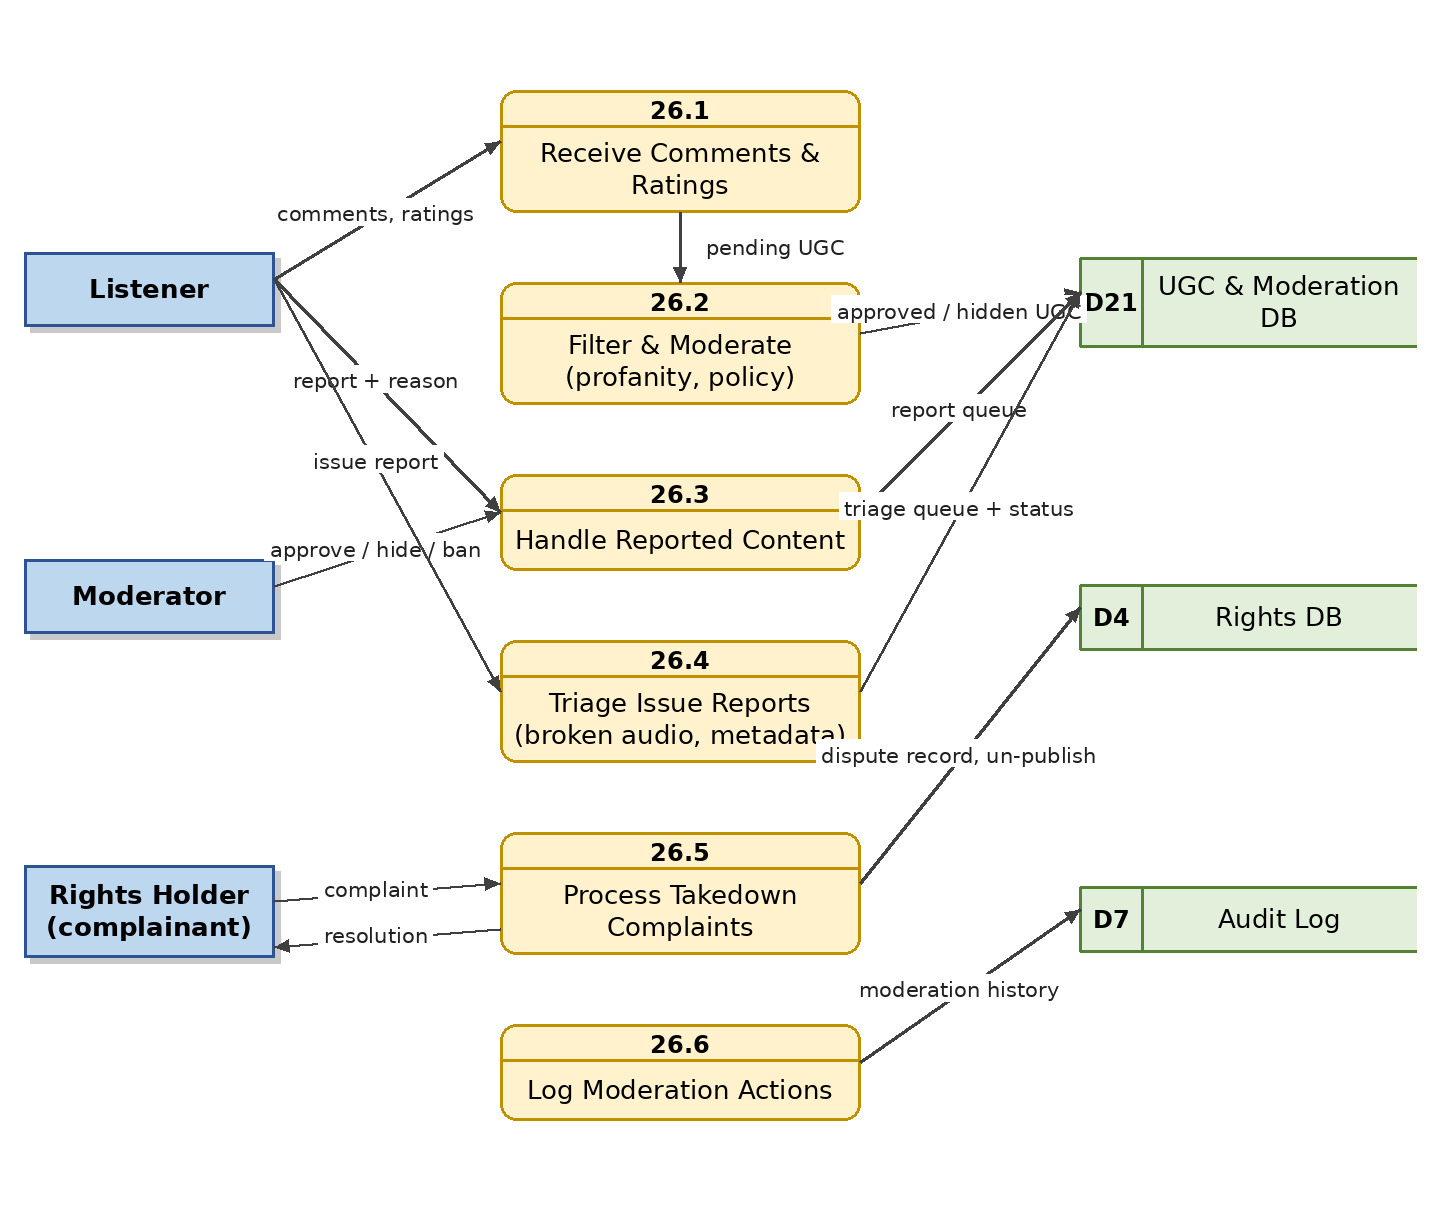 26.1
Receive Comments &
Ratings
comments, ratings
pending UGC
Listener
26.2
Filter & Moderate
(profanity, policy)
approved / hidden UGC
D21
UGC & Moderation
DB
report + reason
report queue
issue report
26.3
Handle Reported Content
triage queue + status
approve / hide / ban
Moderator
D4
Rights DB
26.4
Triage Issue Reports
(broken audio, metadata)
dispute record, un-publish
26.5
Process Takedown
Complaints
Rights Holder
(complainant)
complaint
resolution
D7
Audit Log
moderation history
26.6
Log Moderation Actions